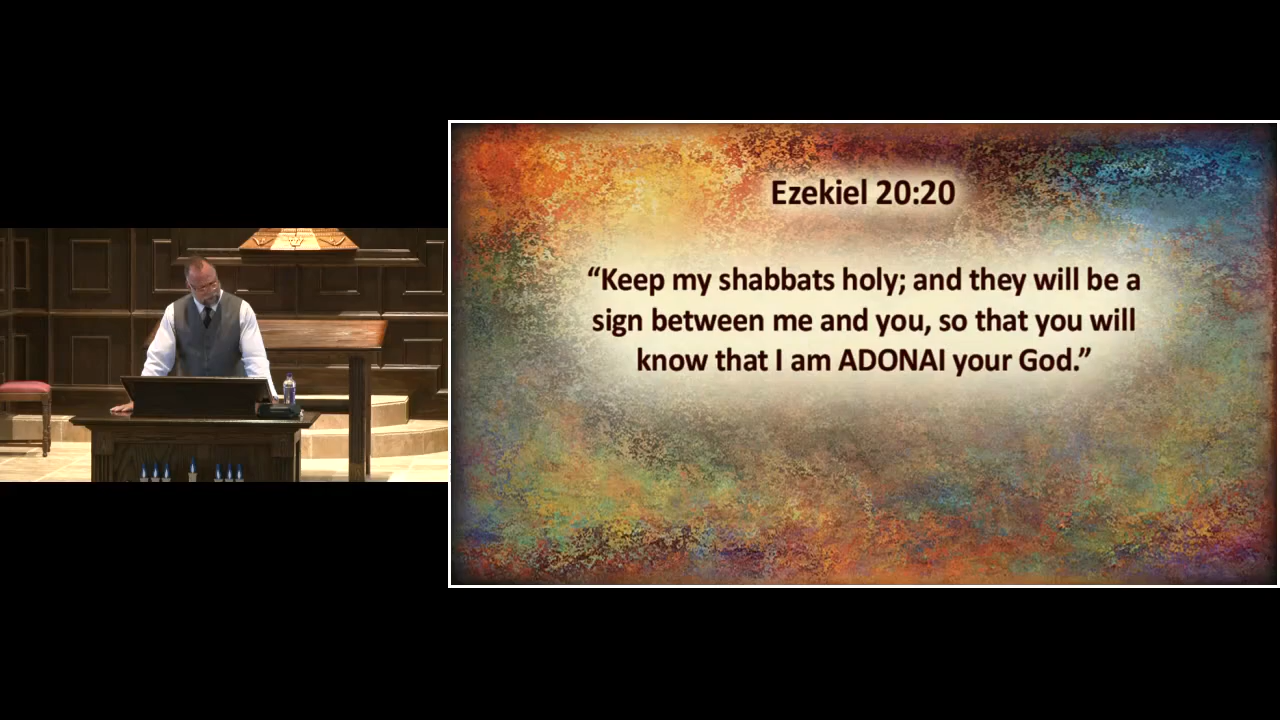 Ezekiel 20:20
“Keep my shabbats holy; and they will be a
sign between me and you, so that you will
know that I am ADONAI your God.”